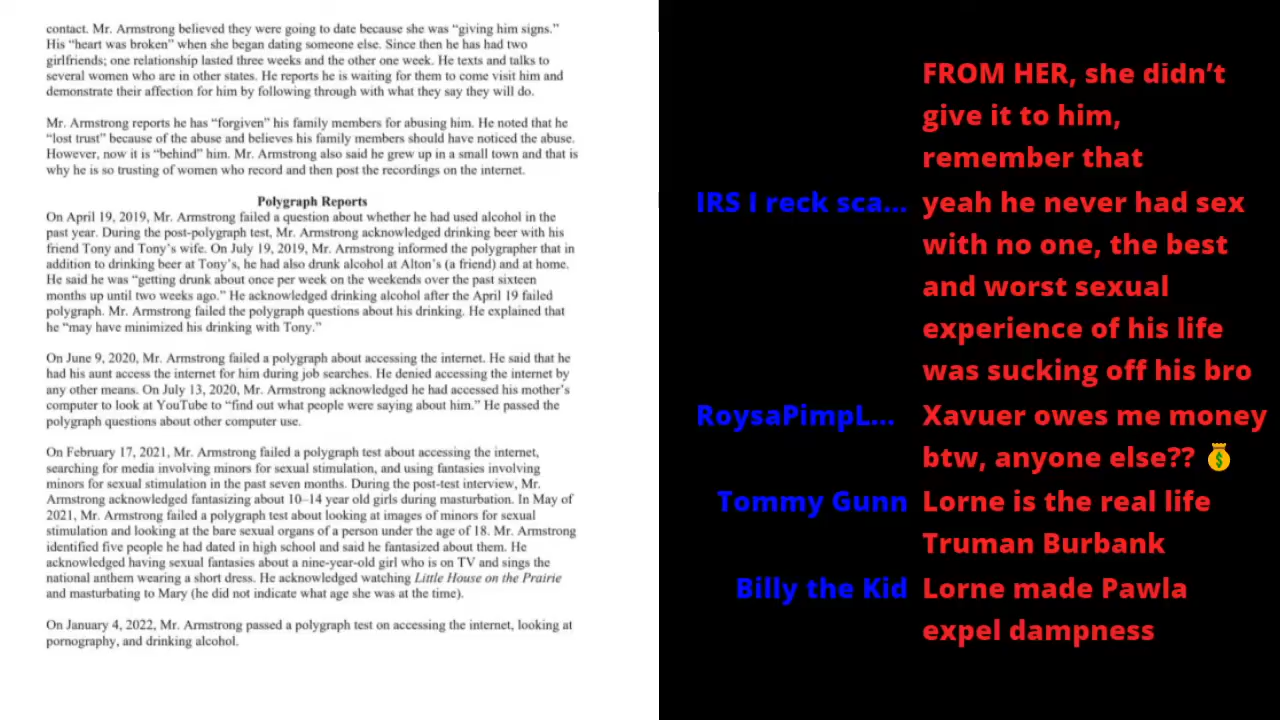 contact. Mr. Armstrong believed they were going to date because she was “giving him signs.”
His “heart was broken” when she began dating someone else. Since then he has had two
girlfriends; one relationship lasted three weeks and the other one week. He texts and talks to
several women who are in other states. He reports he is waiting for them to come visit him and
demonstrate their affection for him by following through with what they say they will do.
Mr. Armstrong reports he has “forgiven” his family members for abusing him. He noted that he
“lost trust” because of the abuse and believes his family members should have noticed the abuse.
However, now it is “behind” him. Mr. Armstrong also said he grew up in a small town and that is
why he is so trusting of women who record and then post the recordings on the internet.
Polygraph Reports
On April 19, 2019, Mr. Armstrong failed a question about whether he had used alcohol in the
past year. During the post-polygraph test, Mr. Armstrong acknowledged drinking beer with his
friend Tony and Tony’s wife. On July 19, 2019, Mr. Armstrong informed the polygrapher that in
addition to drinking beer at Tony’s, he had also drunk alcohol at Alton’s (a friend) and at home.
He said he was “getting drunk about once per week on the weekends over the past sixteen
months up until two weeks ago.” He acknowledged drinking alcohol after the April 19 failed
polygraph. Mr. Armstrong failed the polygraph questions about his drinking. He explained that
he “may have minimized his drinking with Tony.”
On June 9, 2020, Mr. Armstrong failed a polygraph about accessing the internet. He said that he
had his aunt access the internet for him during job searches. He denied accessing the internet by
any other means. On July 13, 2020, Mr. Armstrong acknowledged he had accessed his mother’s
computer to look at YouTube to “find out what people were saying about him.” He passed the
polygraph questions about other computer use.
On February 17, 2021, Mr. Armstrong failed a polygraph test about accessing the internet,
searching for media involving minors for sexual stimulation, and using fantasies involving
minors for sexual stimulation in the past seven months. During the post-test interview, Mr.
Armstrong acknowledged fantasizing about 10–14 year old girls during masturbation. In May of
2021, Mr. Armstrong failed a polygraph test about looking at images of minors for sexual
stimulation and looking at the bare sexual organs of a person under the age of 18. Mr. Armstrong
identified five people he had dated in high school and said he fantasized about them. He
acknowledged having sexual fantasies about a nine-year-old girl who is on TV and sings the
national anthem wearing a short dress. He acknowledged watching Little House on the Prairie
and masturbating to Mary (he did not indicate what age she was at the time).
On January 4, 2022, Mr. Armstrong passed a polygraph test on accessing the internet, looking at
pornography, and drinking alcohol.
FROM HER, she didn’t
give it to him,
remember that
IRS I reck sca... yeah he never had sex
with no one, the best
and worst sexual
experience of his life
was sucking off his bro
RoysaPimpL... Xavuer owes me money
btw, anyone else?? 💰
Tommy Gunn Lorne is the real life
Truman Burbank
Billy the Kid Lorne made Pawla
expel dampness